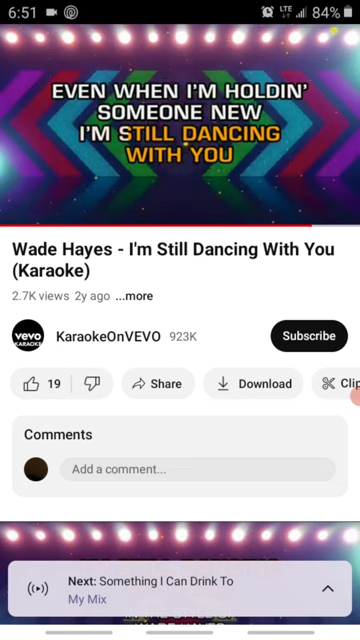 6:51
LTE
84%
EVEN WHEN I'M HOLDIN'
SOMEONE NEW
I'M STILL DANCING
WITH YOU
Wade Hayes - I'm Still Dancing With You
(Karaoke)
2.7K views 2y ago ...more
vevo
KARAOKE
KaraokeOnVEVO 923K
Subscribe
19
Share
Download
Clip
Comments
Add a comment...
Next: Something I Can Drink To
My Mix